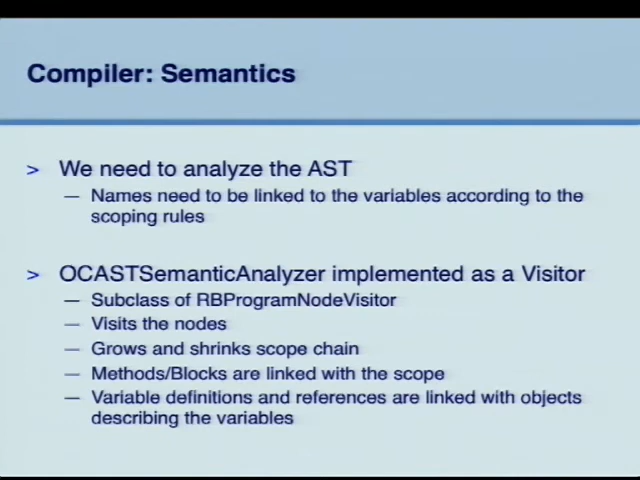 Compiler: Semantics
> We need to analyze the AST
— Names need to be linked to the variables according to the
scoping rules
> OCASTSemanticAnalyzer implemented as a Visitor
— Subclass of RBProgramNodeVisitor
— Visits the nodes
— Grows and shrinks scope chain
— Methods/Blocks are linked with the scope
— Variable definitions and references are linked with objects
describing the variables